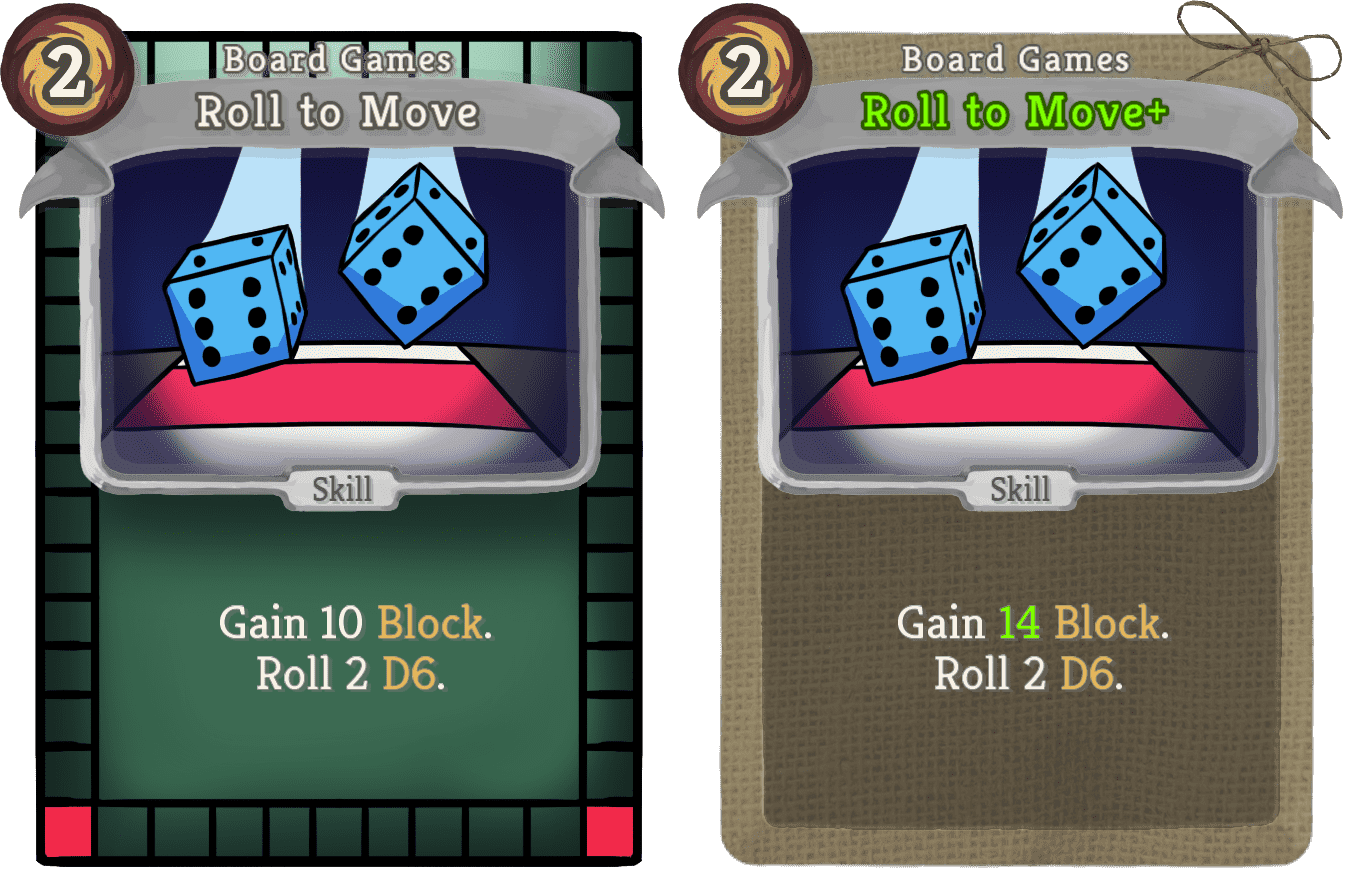 2
Board Games
Roll to Move
Skill
Gain 10 Block.
Roll 2 D6.
2
Board Games
Roll to Move+
Skill
Gain 14 Block.
Roll 2 D6.